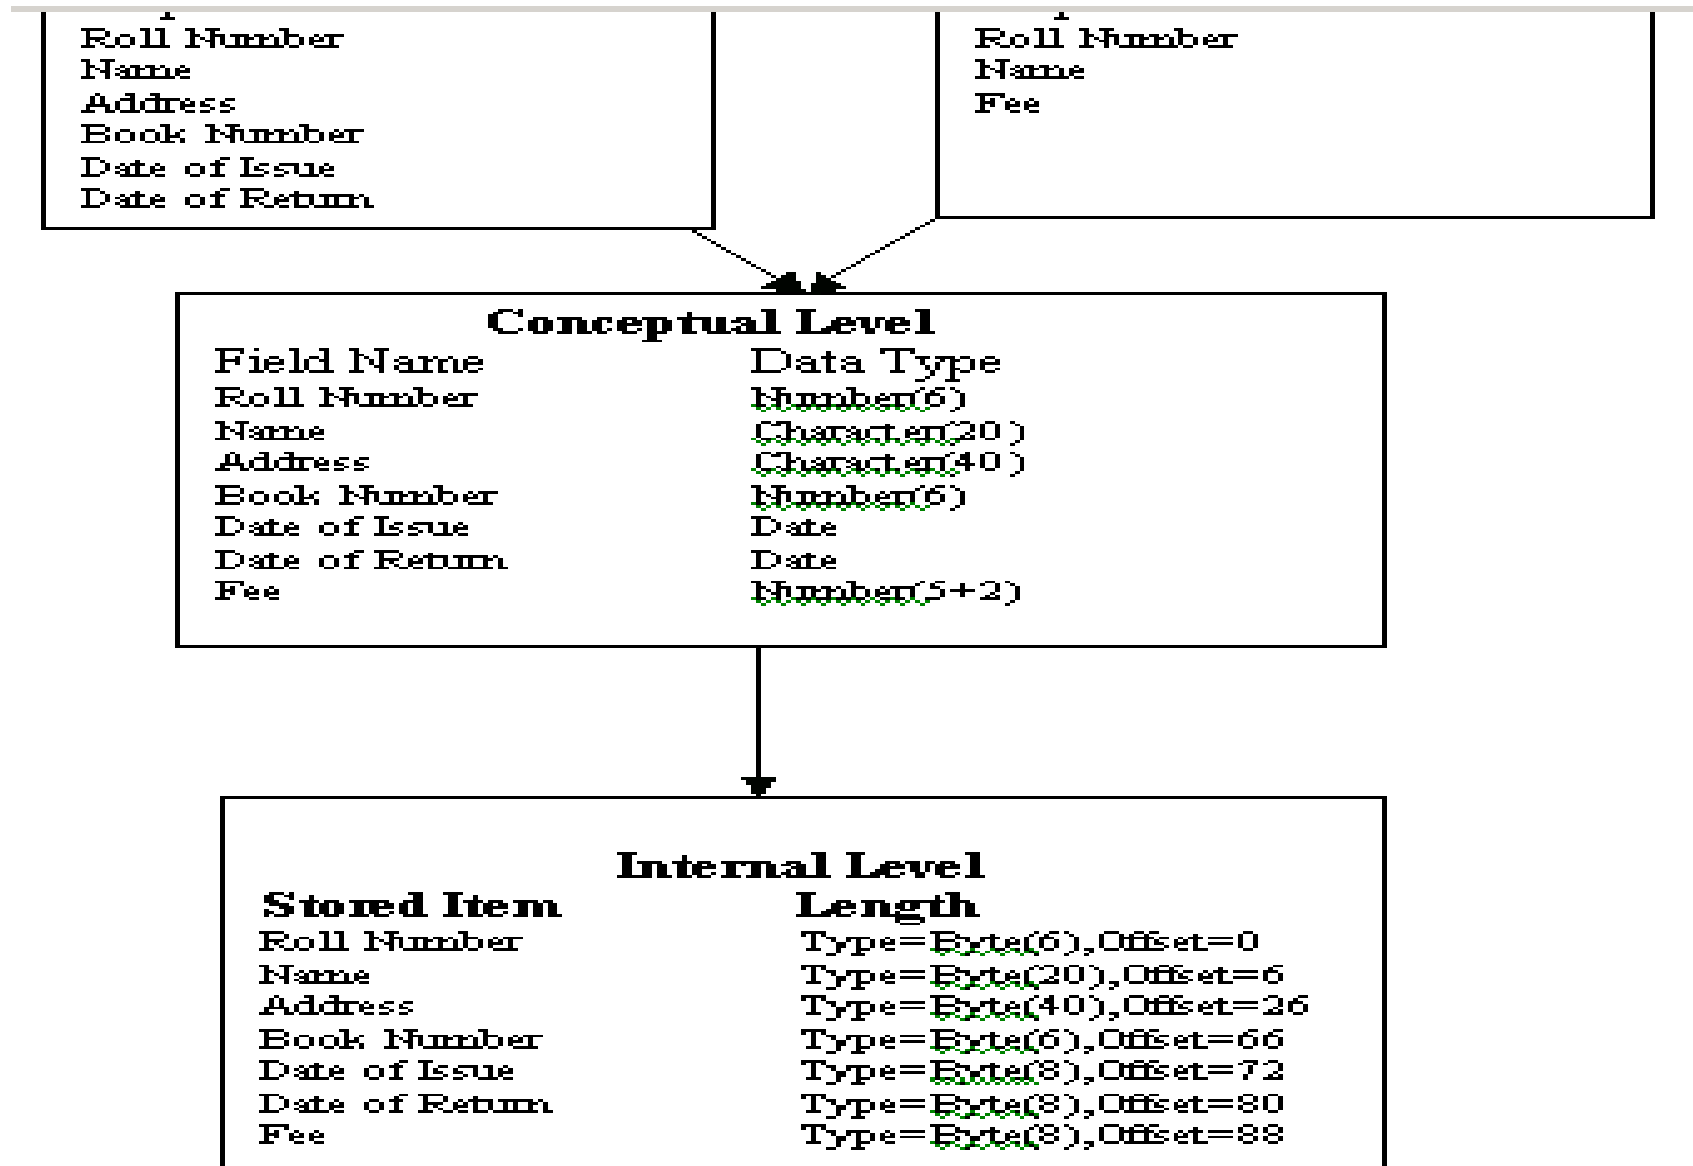 Roll Number
Name
Address
Book Number
Date of Issue
Date of Return
Roll Number
Name
Fee
Conceptual Level
Field Name Data Type
Roll Number Number(6)
Name Character(20)
Address Character(40)
Book Number Number(6)
Date of Issue Date
Date of Return Date
Fee Number(5+2)
Internal Level
Stored Item Length
Roll Number Type=Byte(6),Offset=0
Name Type=Byte(20),Offset=6
Address Type=Byte(40),Offset=26
Book Number Type=Byte(6),Offset=66
Date of Issue Type=Byte(8),Offset=72
Date of Return Type=Byte(8),Offset=80
Fee Type=Byte(8),Offset=88